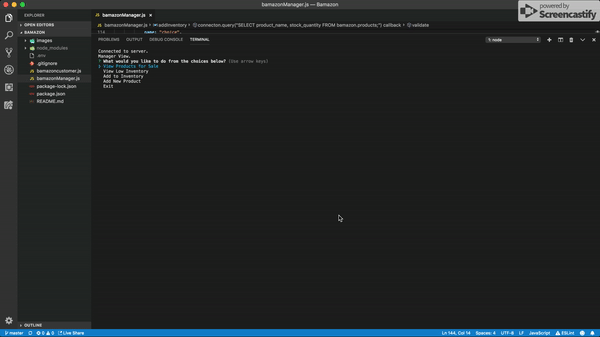 bamazonManager.js — Bamazon
powered by
Screencastify
EXPLORER
OPEN EDITORS
BAMAZON
images
node_modules
.env
.gitignore
bamazoncustomer.js
bamazonManager.js
package-lock.json
package.json
README.md
OUTLINE
bamazonManager.js
bamazonManager.js
addInventory
connecton.query("SELECT product_name, stock_quantity FROM bamazon.products;") callback
validate
114
name: "choice",
PROBLEMS OUTPUT DEBUG CONSOLE TERMINAL
1: node
Connected to server.
Manager View.
? What would you like to do from the choices below? (Use arrow keys)
> View Products for Sale
View Low Inventory
Add to Inventory
Add New Product
Exit
master
0 0
Live Share
Ln 144, Col 14 Spaces: 4 UTF-8 LF JavaScript ESLint